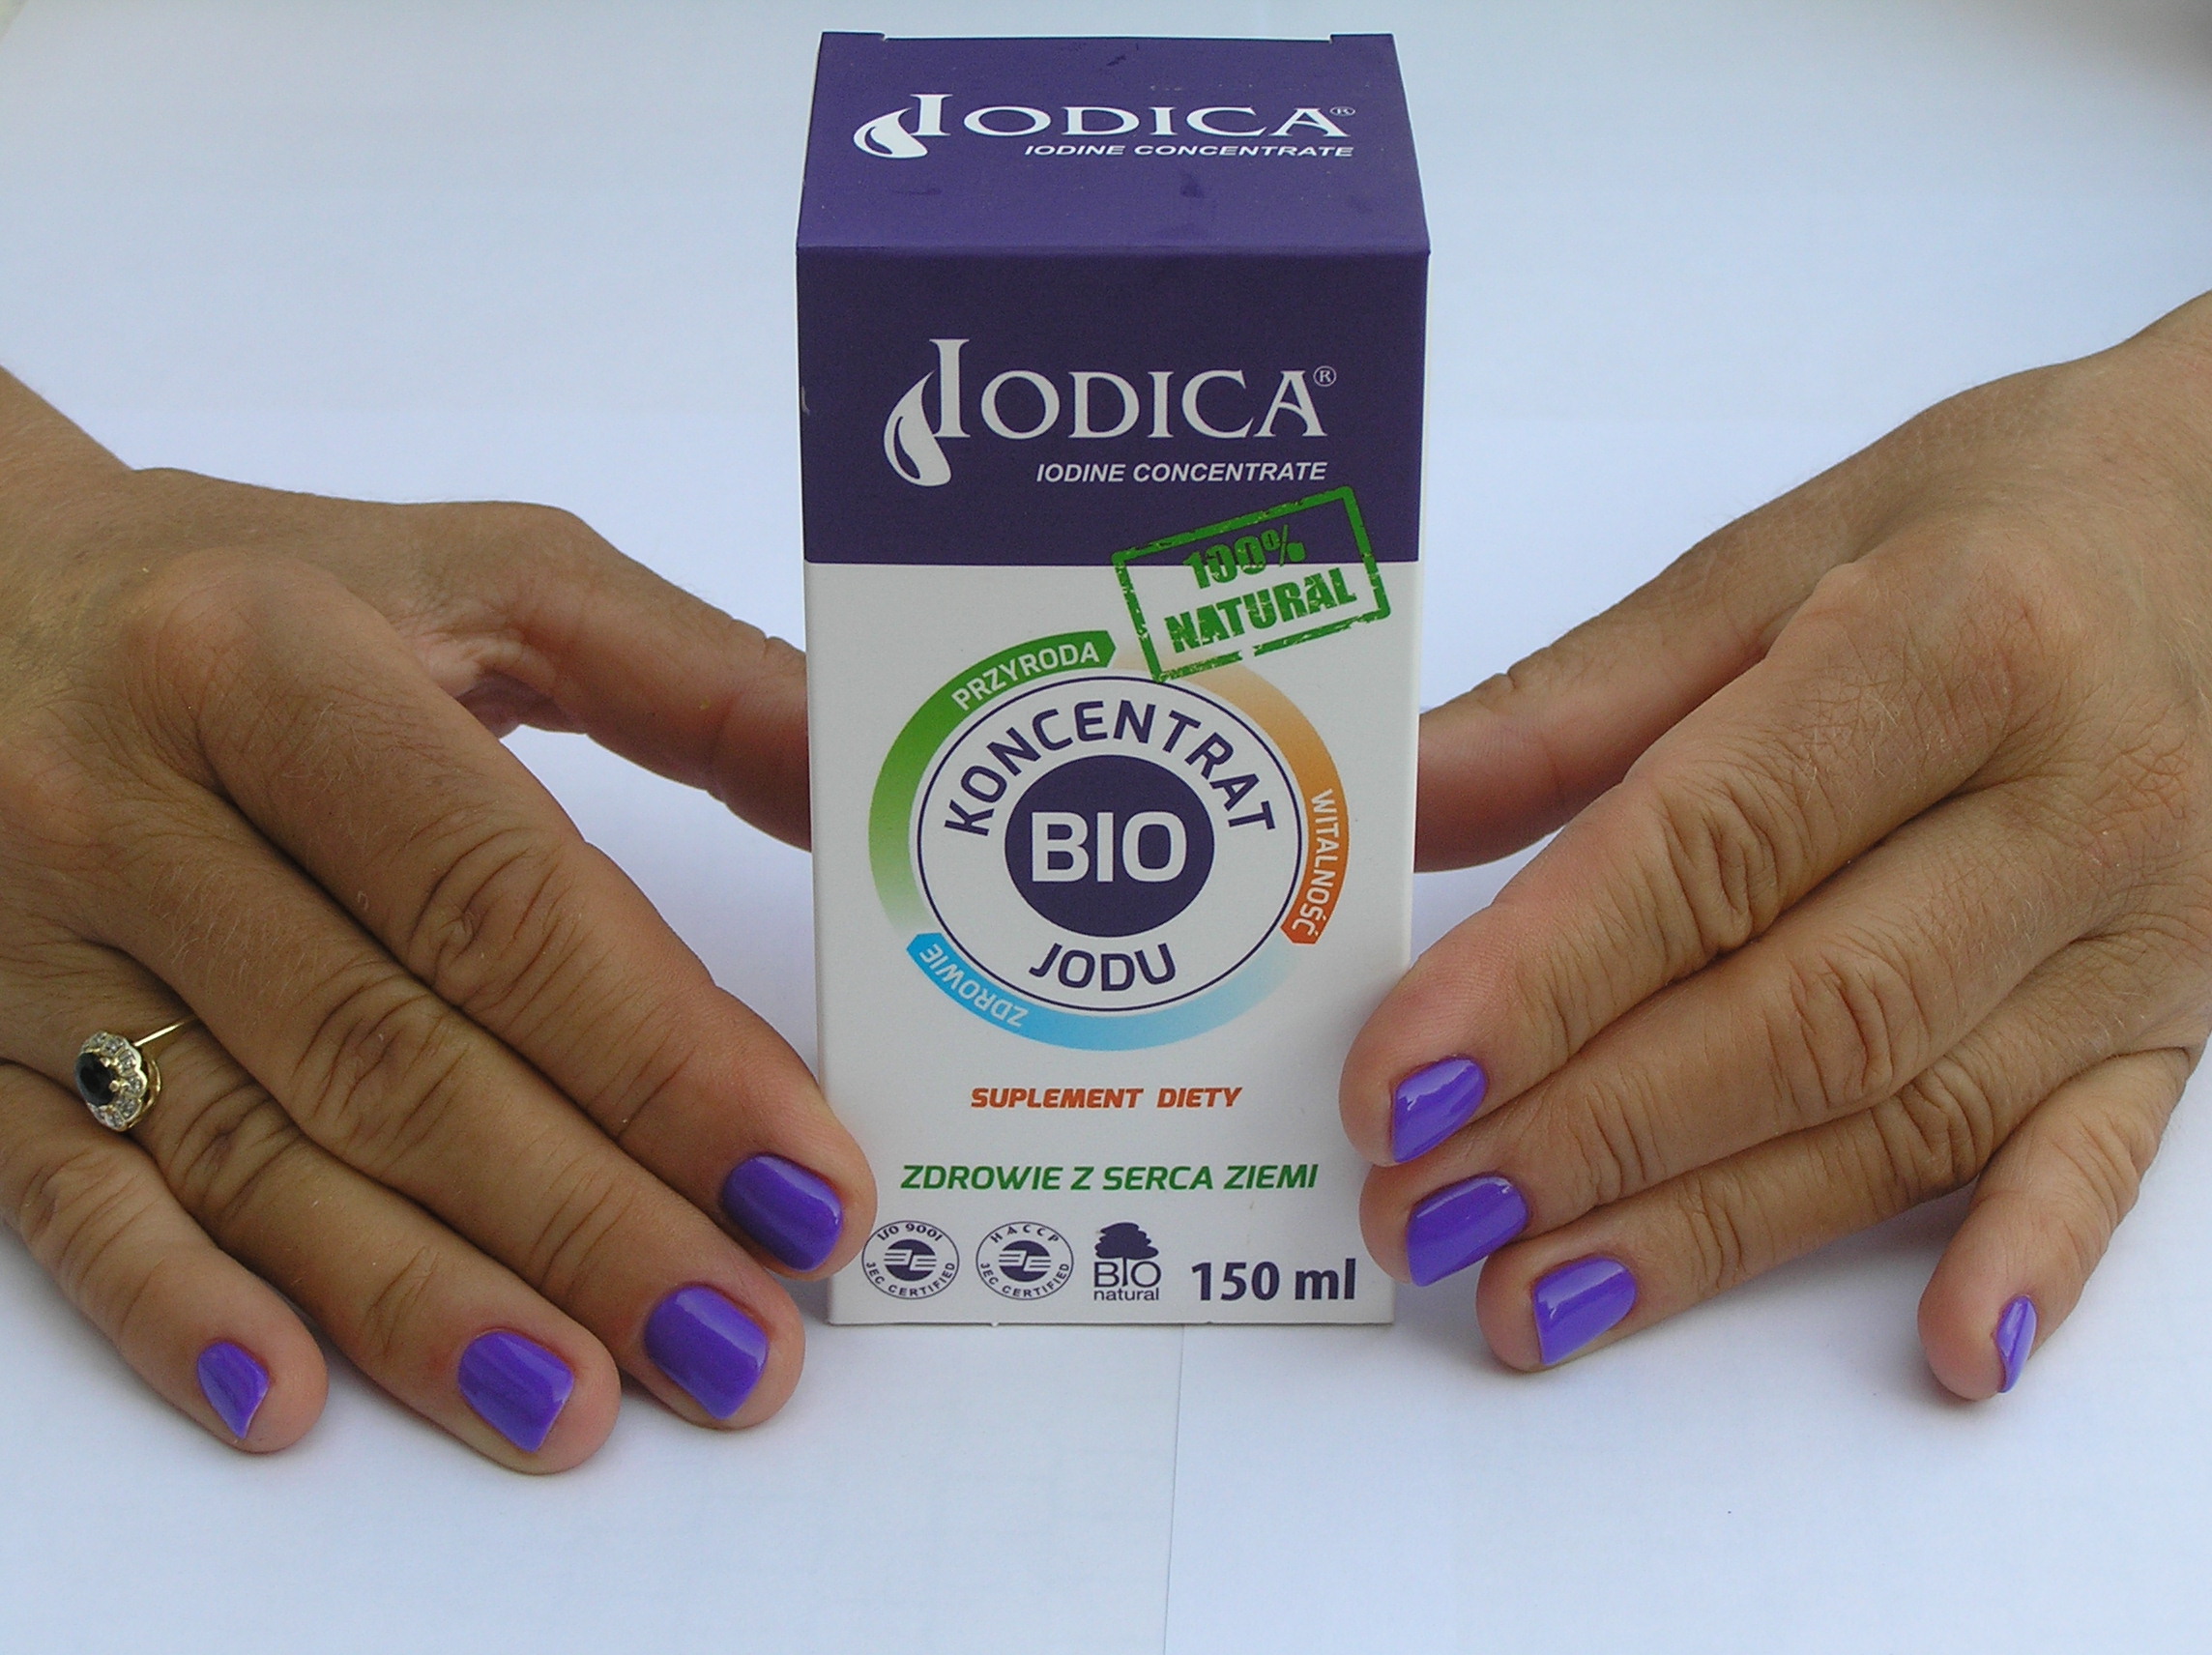 IODICA®
IODINE CONCENTRATE
IODICA®
IODINE CONCENTRATE
100%
NATURAL
PRZYRODA
WITALNOŚĆ
ZDROWIE
KONCENTRAT
BIO
JODU
SUPLEMENT DIETY
ZDROWIE Z SERCA ZIEMI
ISO 9001
JEC CERTIFIED
HACCP
JEC CERTIFIED
BIO
natural
150 ml